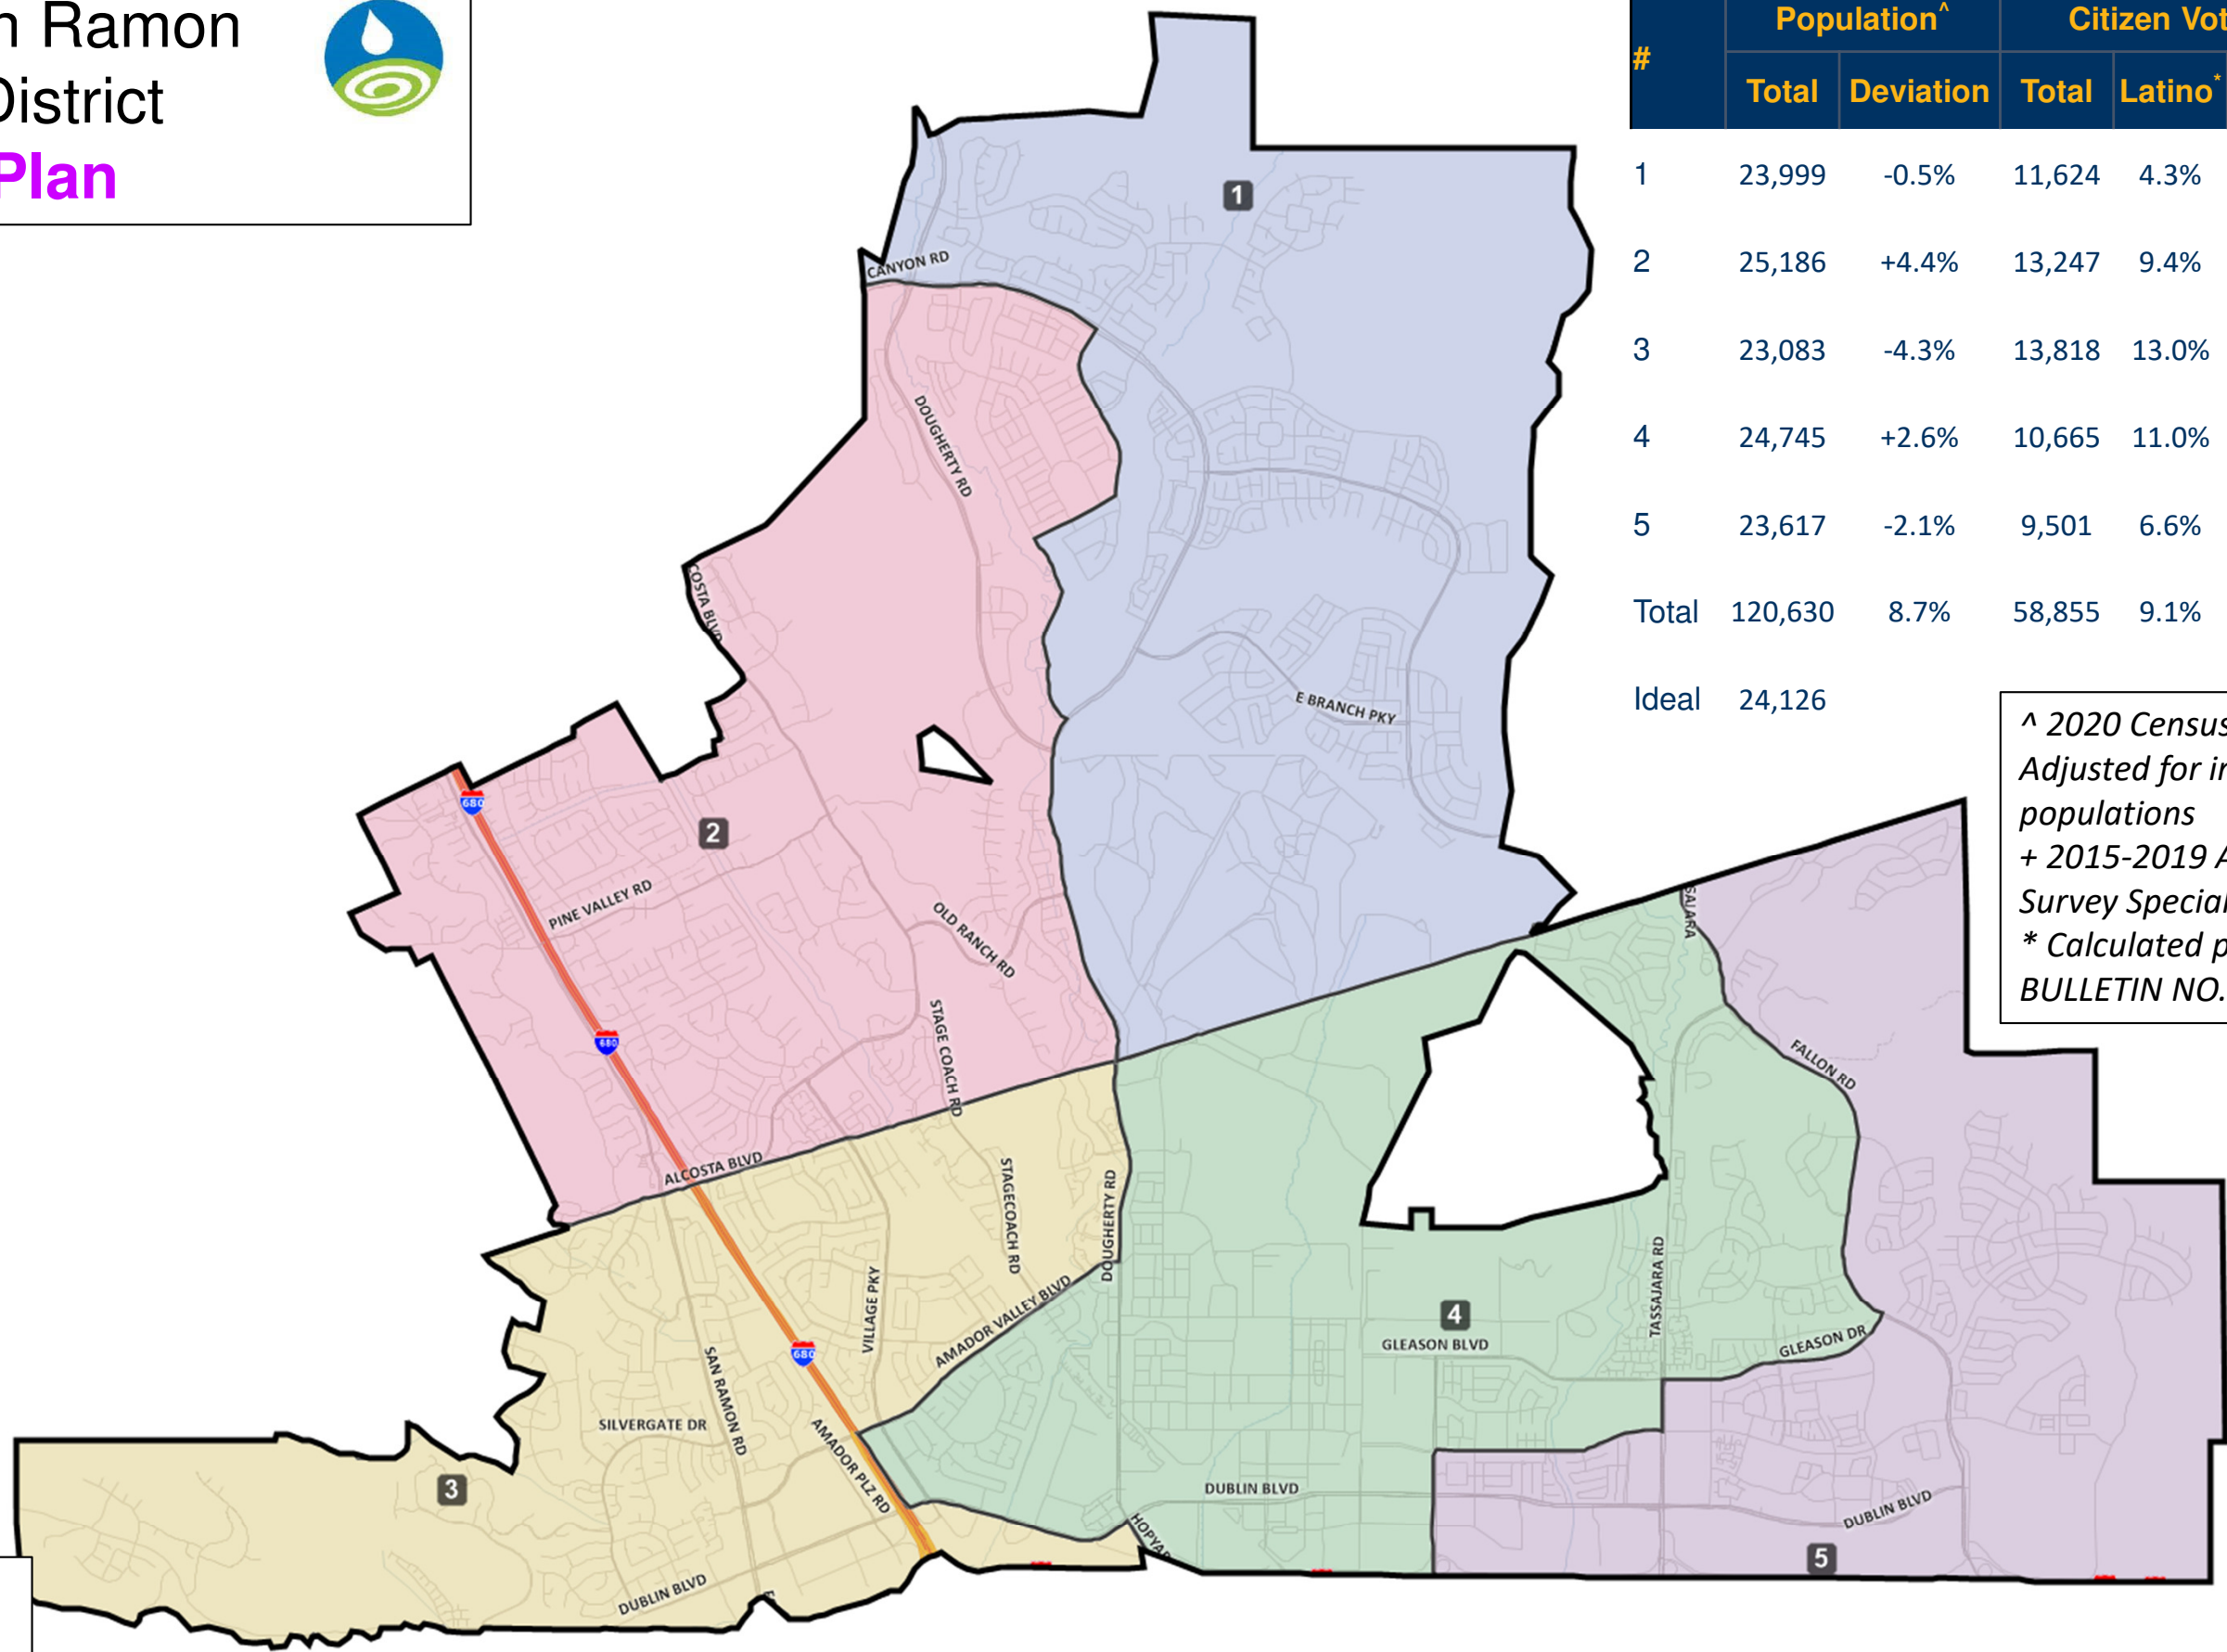 n Ramon
District
Plan
# Population^ Citizen Vot
Total Deviation Total Latino*
1 23,999 -0.5% 11,624 4.3%
2 25,186 +4.4% 13,247 9.4%
3 23,083 -4.3% 13,818 13.0%
4 24,745 +2.6% 10,665 11.0%
5 23,617 -2.1% 9,501 6.6%
Total 120,630 8.7% 58,855 9.1%
Ideal 24,126
^ 2020 Census
Adjusted for in
populations
+ 2015-2019 A
Survey Special
* Calculated p
BULLETIN NO.
1
CANYON RD
DOUGHERTY RD
COSTA BLVD
E BRANCH PKY
680
2
PINE VALLEY RD
OLD RANCH RD
SAJARA
680
STAGE COACH RD
FALLON RD
ALCOSTA BLVD
STAGECOACH RD
DOUGHERTY RD
VILLAGE PKY
TASSAJARA RD
AMADOR VALLEY BLVD
4
GLEASON BLVD
GLEASON DR
680
SAN RAMON RD
SILVERGATE DR
AMADOR PLZ RD
3
DUBLIN BLVD
DUBLIN BLVD
HOPYAR
5
DUBLIN BLVD